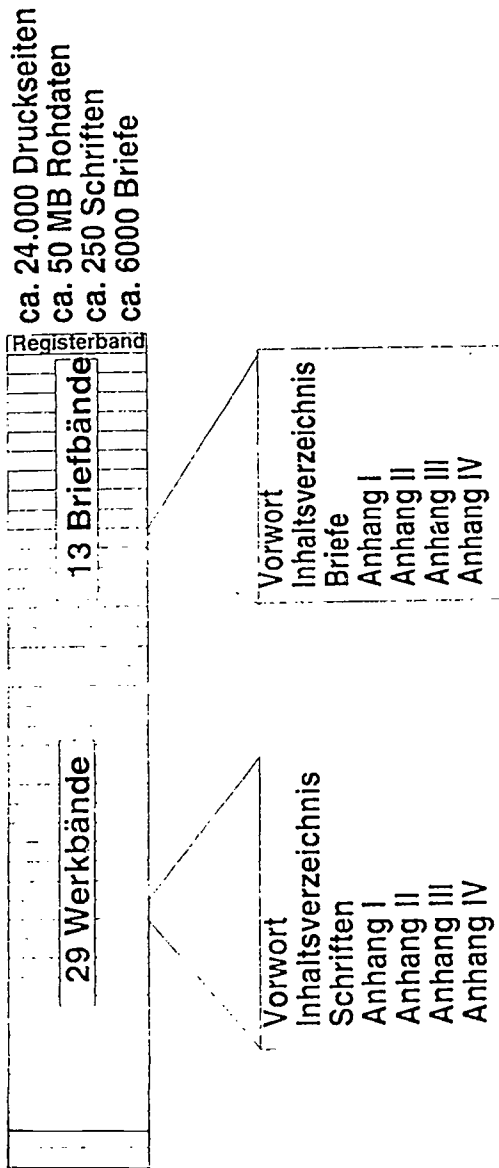 ca. 24.000 Druckseiten
ca. 50 MB Rohdaten
ca. 250 Schriften
ca. 6000 Briefe
Registerband
13 Briefbände
29 Werkbände
Vorwort
Inhaltsverzeichnis
Schriften
Anhang I
Anhang II
Anhang III
Anhang IV
Vorwort
Inhaltsverzeichnis
Briefe
Anhang I
Anhang II
Anhang III
Anhang IV